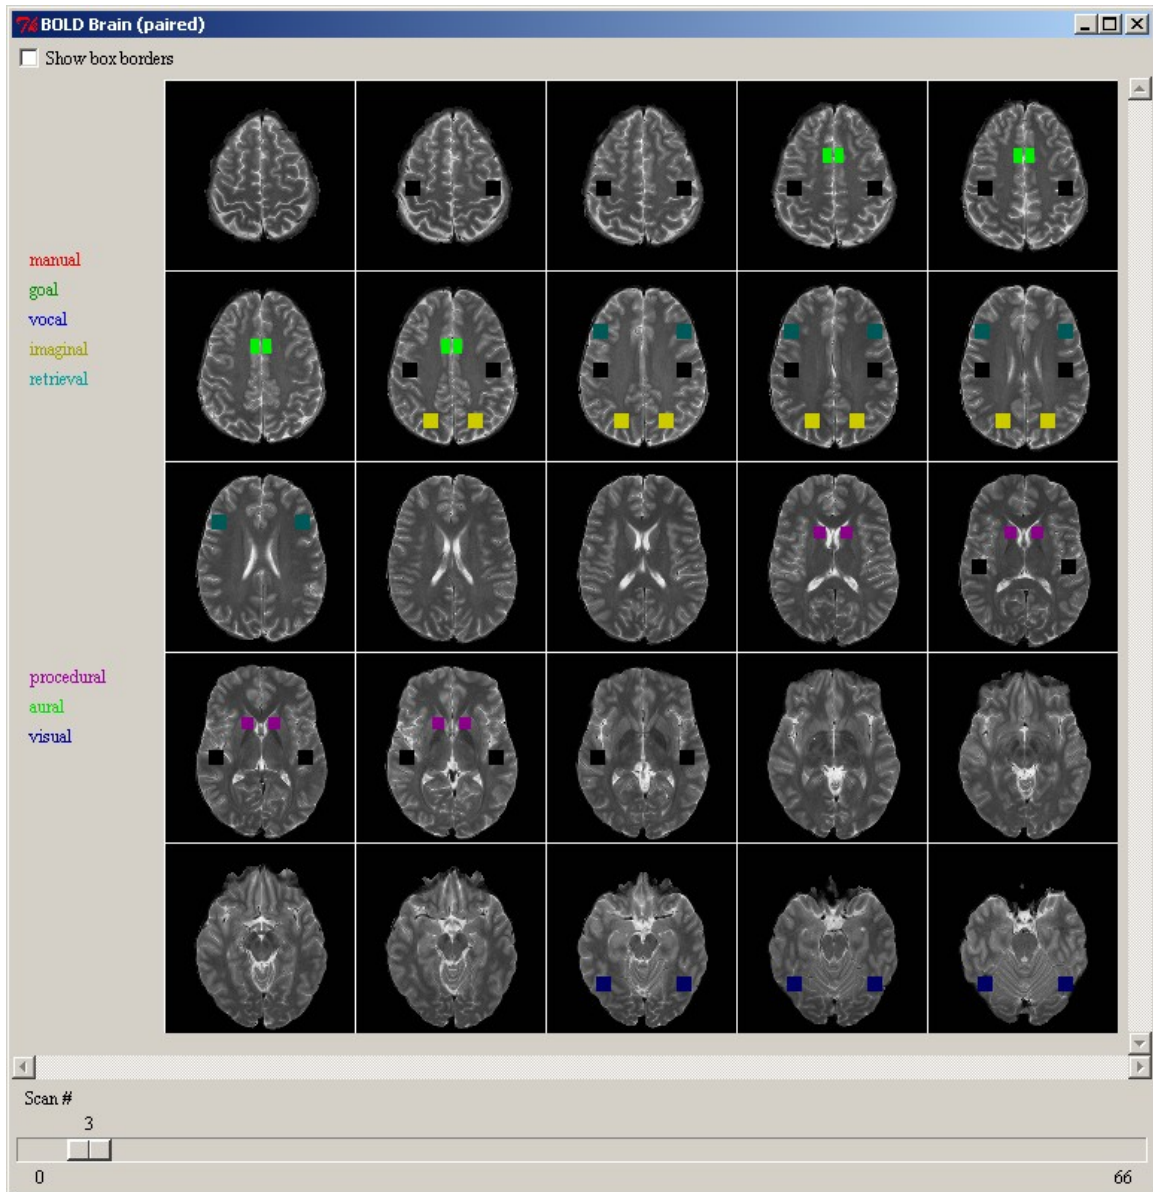 BOLD Brain (paired)
Show box borders
manual
goal
vocal
imaginal
retrieval
procedural
aural
visual
Scan #
3
0
66